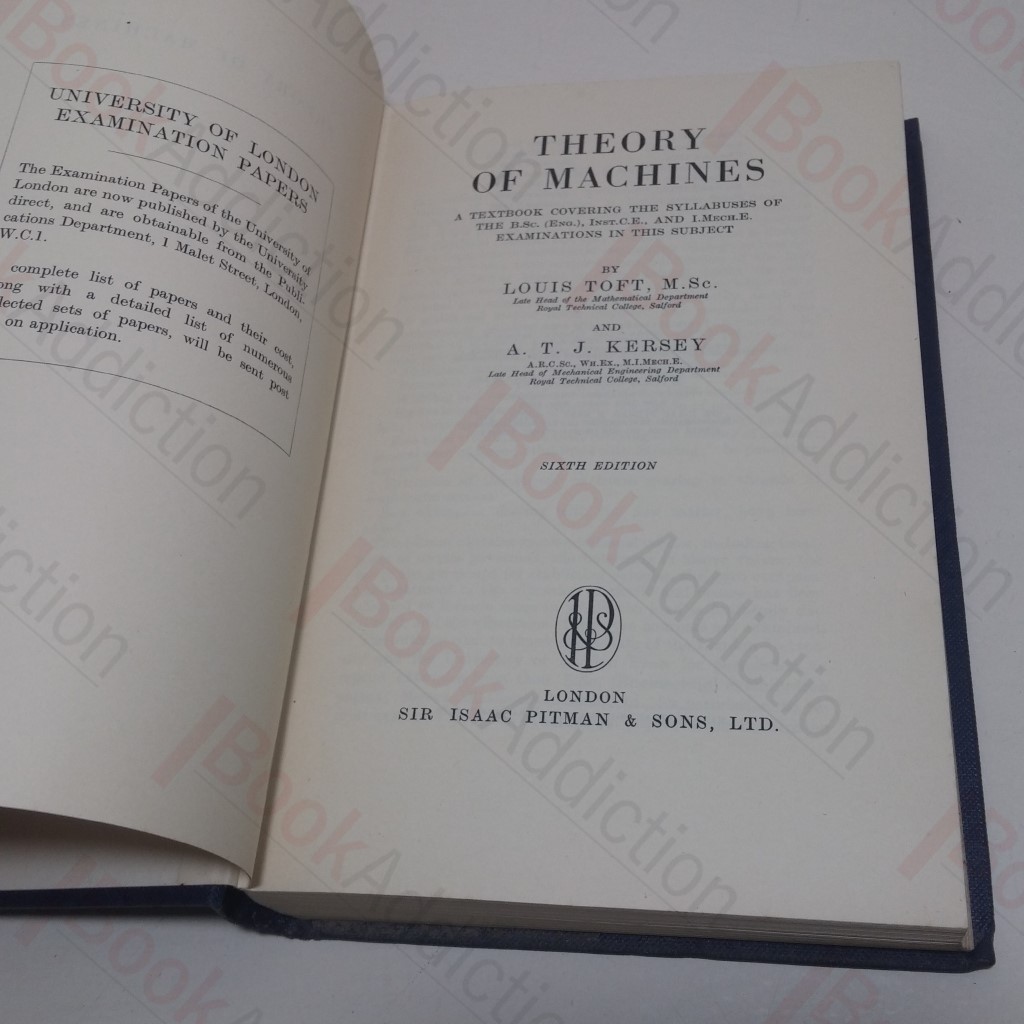 UNIVERSITY OF LONDON
EXAMINATION PAPERS
The Examination Papers of the University of
London are now published by the University
direct, and are obtainable from the Publi-
cations Department, 1 Malet Street, London,
W.C.1.
complete list of papers and their cost,
with a detailed list of numerous
sets of papers, will be sent post
on application.
THEORY
OF MACHINES
A TEXTBOOK COVERING THE SYLLABUSES OF
THE B.Sc. (ENG.), INST.C.E., AND I.MECH.E.
EXAMINATIONS IN THIS SUBJECT
BY
LOUIS TOFT, M.Sc.
Late Head of the Mathematical Department
Royal Technical College, Salford
AND
A. T. J. KERSEY
A.R.C.Sc., WH.EX., M.I.MECH.E.
Late Head of Mechanical Engineering Department
Royal Technical College, Salford
SIXTH EDITION
LONDON
SIR ISAAC PITMAN & SONS, LTD.
BookAddiction